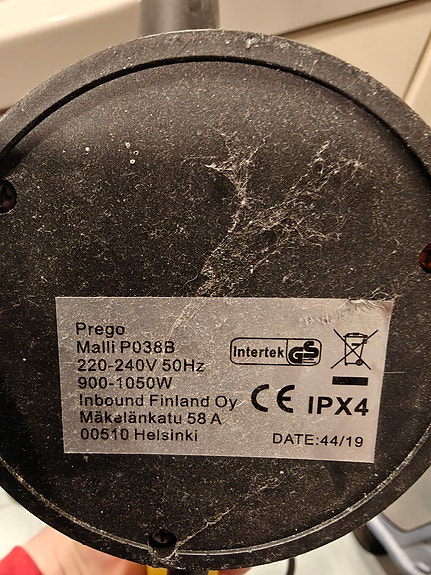 Prego
Malli P038B
220-240V 50Hz
900-1050W
Inbound Finland Oy
Mäkelänkatu 58 A
00510 Helsinki
Intertek GS
CE IPX4
DATE:44/19